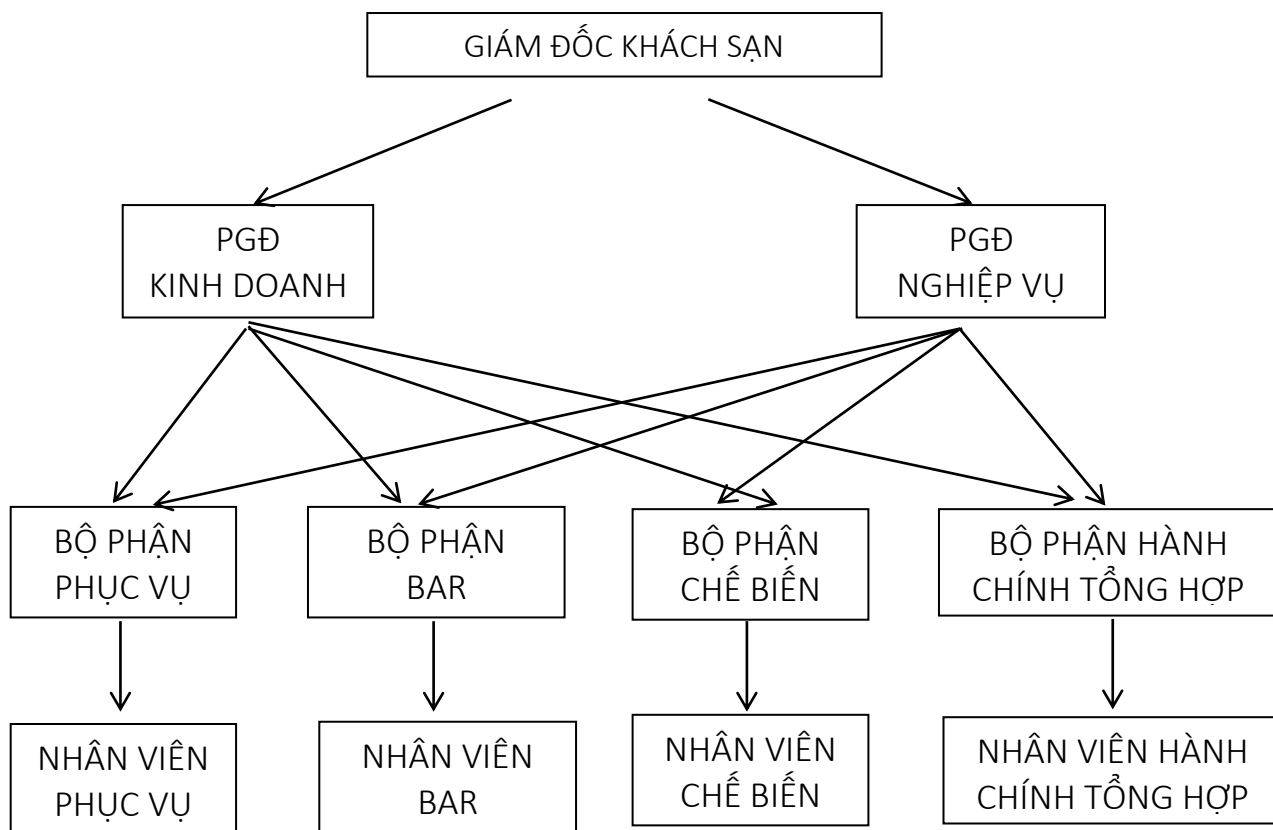 GIÁM ĐỐC KHÁCH SẠN
PGĐ
KINH DOANH
PGĐ
NGHIỆP VỤ
BỘ PHẬN
PHỤC VỤ
BỘ PHẬN
BAR
BỘ PHẬN
CHẾ BIẾN
BỘ PHẬN HÀNH
CHÍNH TỔNG HỢP
NHÂN VIÊN
PHỤC VỤ
NHÂN VIÊN
BAR
NHÂN VIÊN
CHẾ BIẾN
NHÂN VIÊN HÀNH
CHÍNH TỔNG HỢP